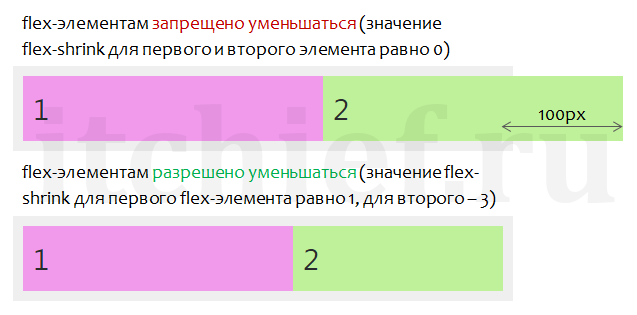 flex-элементам запрещено уменьшаться (значение
flex-shrink для первого и второго элемента равно 0)
1 2
100px
itchief.ru
flex-элементам разрешено уменьшаться (значение flex-
shrink для первого flex-элемента равно 1, для второго – 3)
1 2